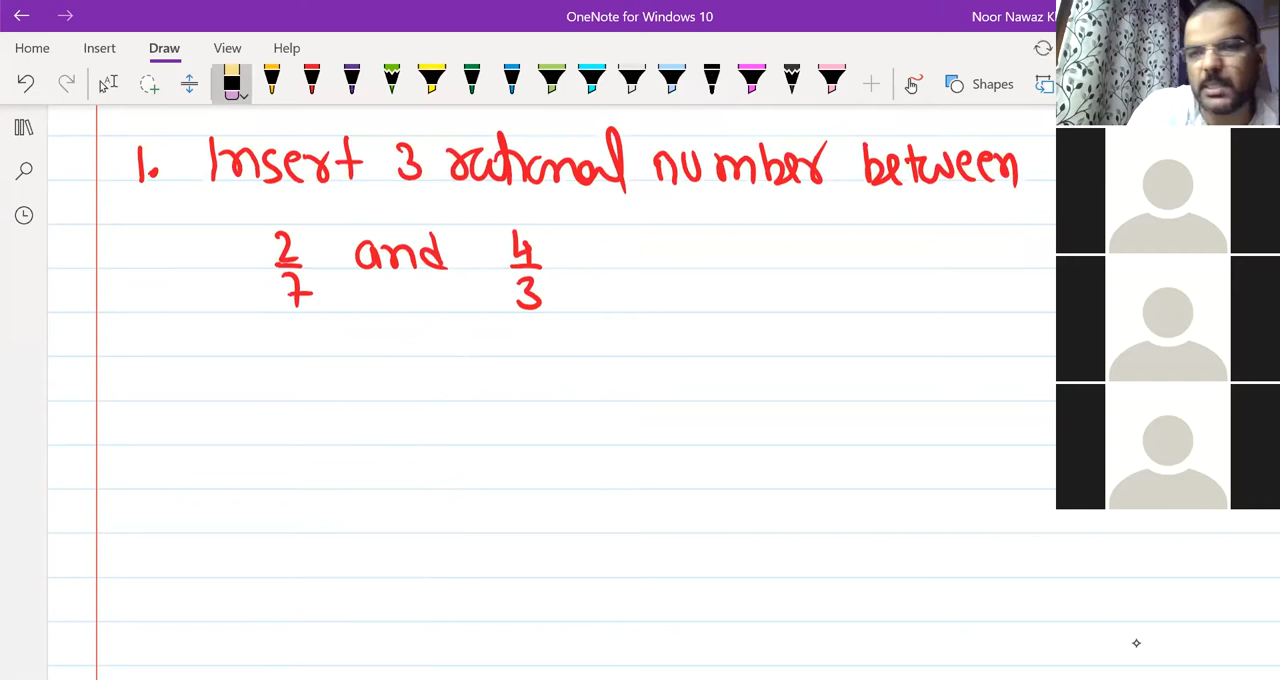 OneNote for Windows 10
Noor Nawaz K
Home Insert Draw View Help
Shapes
1. Insert 3 rational number between
2/7 and 4/3